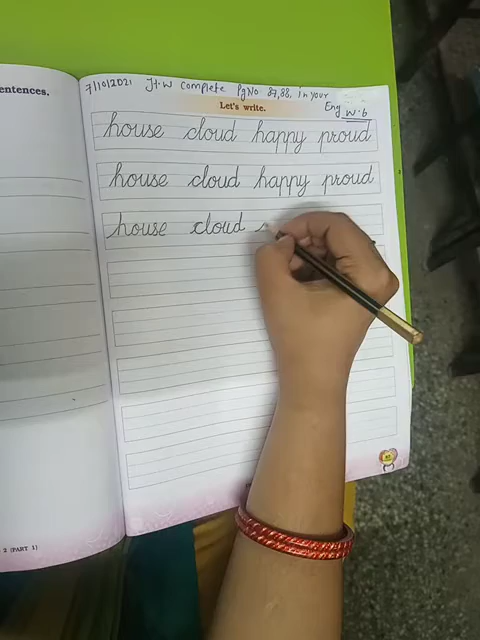 entences.
7/10/2021 H.W Complete Pg No. 87,88, in your
Eng W.b
Let's write.
house cloud happy proud
house cloud happy proud
house cloud
2 (PART 1)